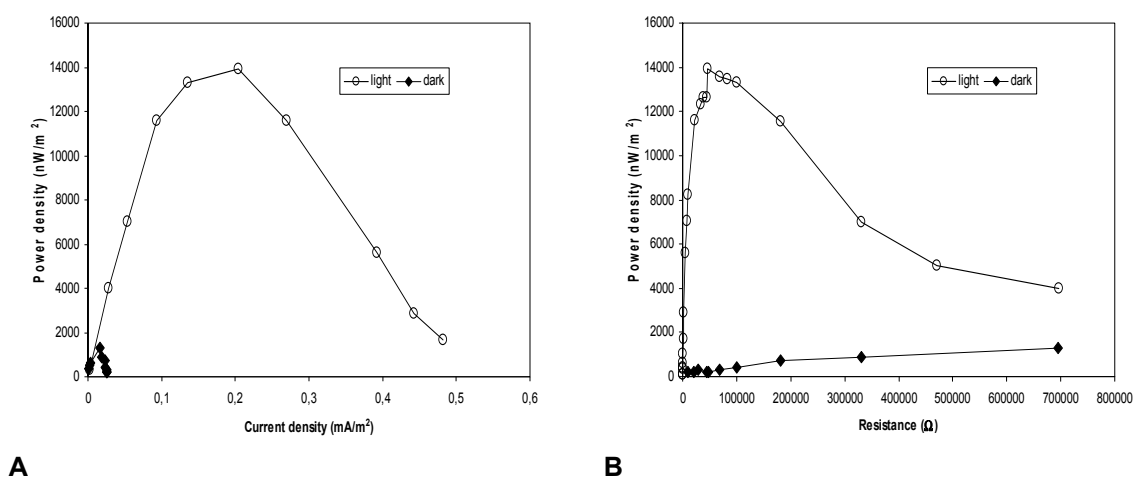 16000
14000
12000
10000
8000
6000
4000
2000
0
Power density (nW/m 2)
light dark
0 0,1 0,2 0,3 0,4 0,5 0,6
Current density (mA/m2)
A
16000
14000
12000
10000
8000
6000
4000
2000
0
Power density (nW/m 2)
light dark
0 100000 200000 300000 400000 500000 600000 700000 800000
Resistance (Ω)
B